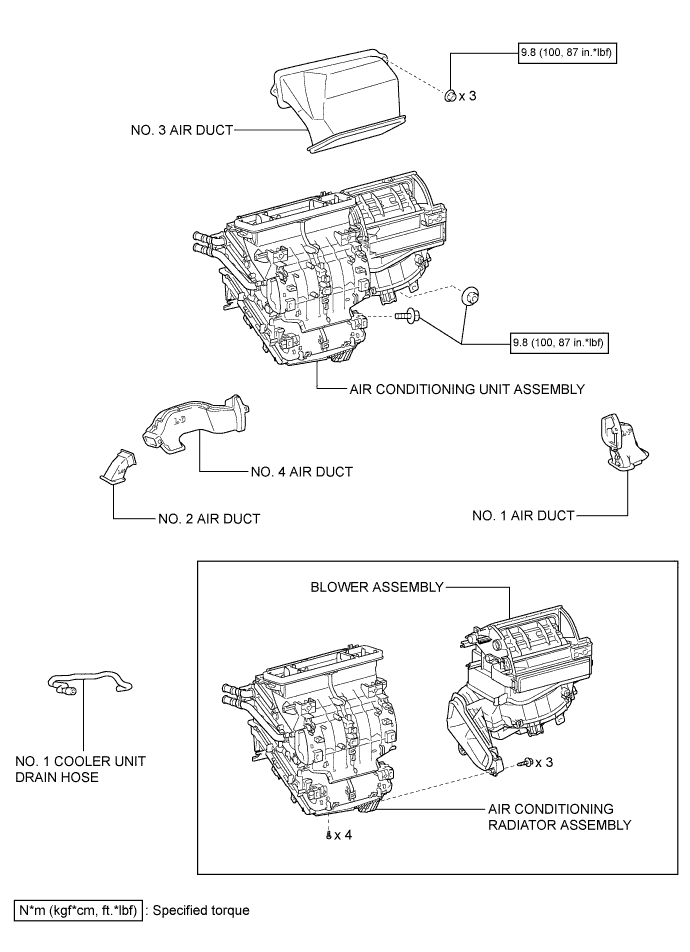 9.8 (100, 87 in.*lbf)
x 3
NO. 3 AIR DUCT
9.8 (100, 87 in.*lbf)
AIR CONDITIONING UNIT ASSEMBLY
NO. 4 AIR DUCT
NO. 2 AIR DUCT
NO. 1 AIR DUCT
BLOWER ASSEMBLY
NO. 1 COOLER UNIT
DRAIN HOSE
x 3
AIR CONDITIONING
RADIATOR ASSEMBLY
x 4
N*m (kgf*cm, ft.*lbf) : Specified torque